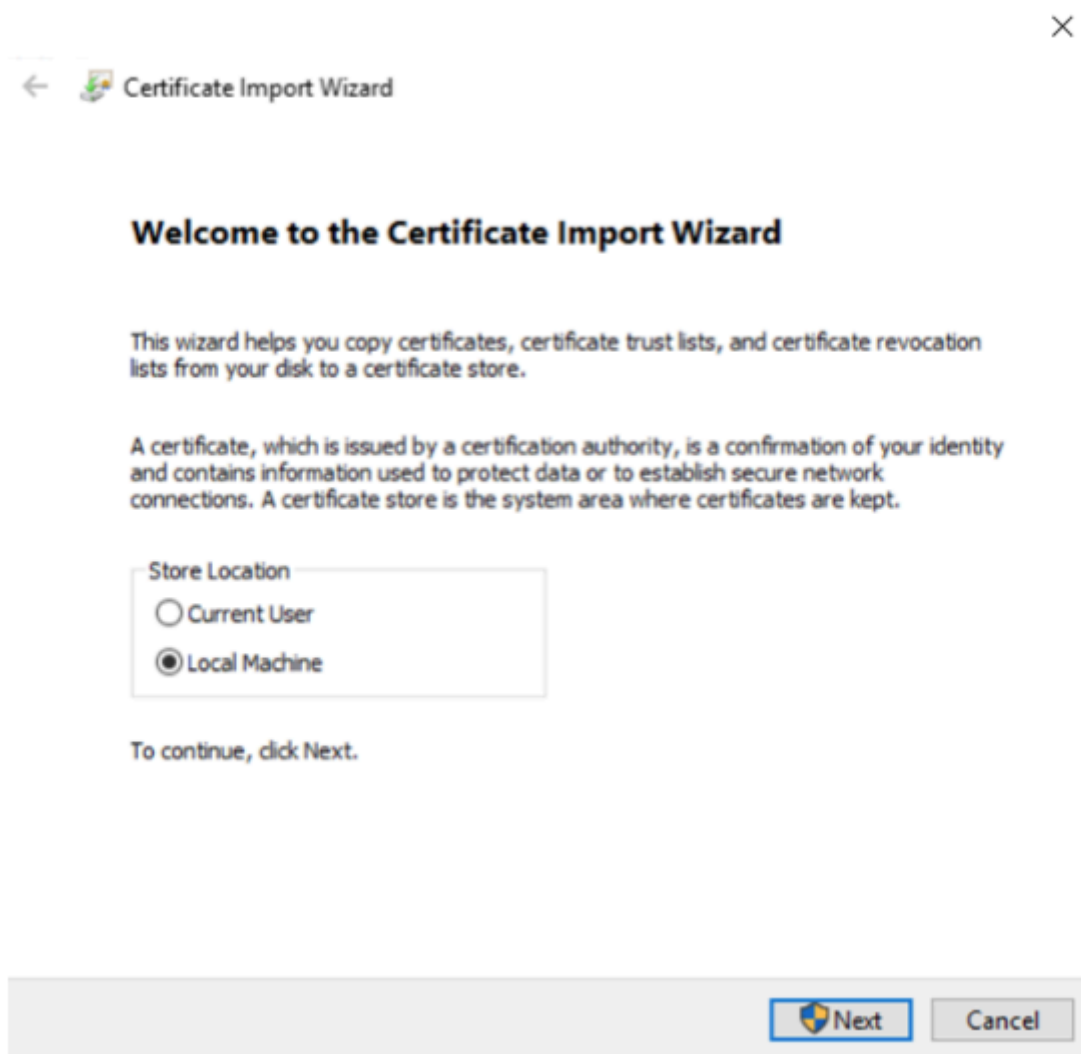 Certificate Import Wizard
Welcome to the Certificate Import Wizard
This wizard helps you copy certificates, certificate trust lists, and certificate revocation
lists from your disk to a certificate store.
A certificate, which is issued by a certification authority, is a confirmation of your identity
and contains information used to protect data or to establish secure network
connections. A certificate store is the system area where certificates are kept.
Store Location
Current User
Local Machine
To continue, click Next.
Next
Cancel